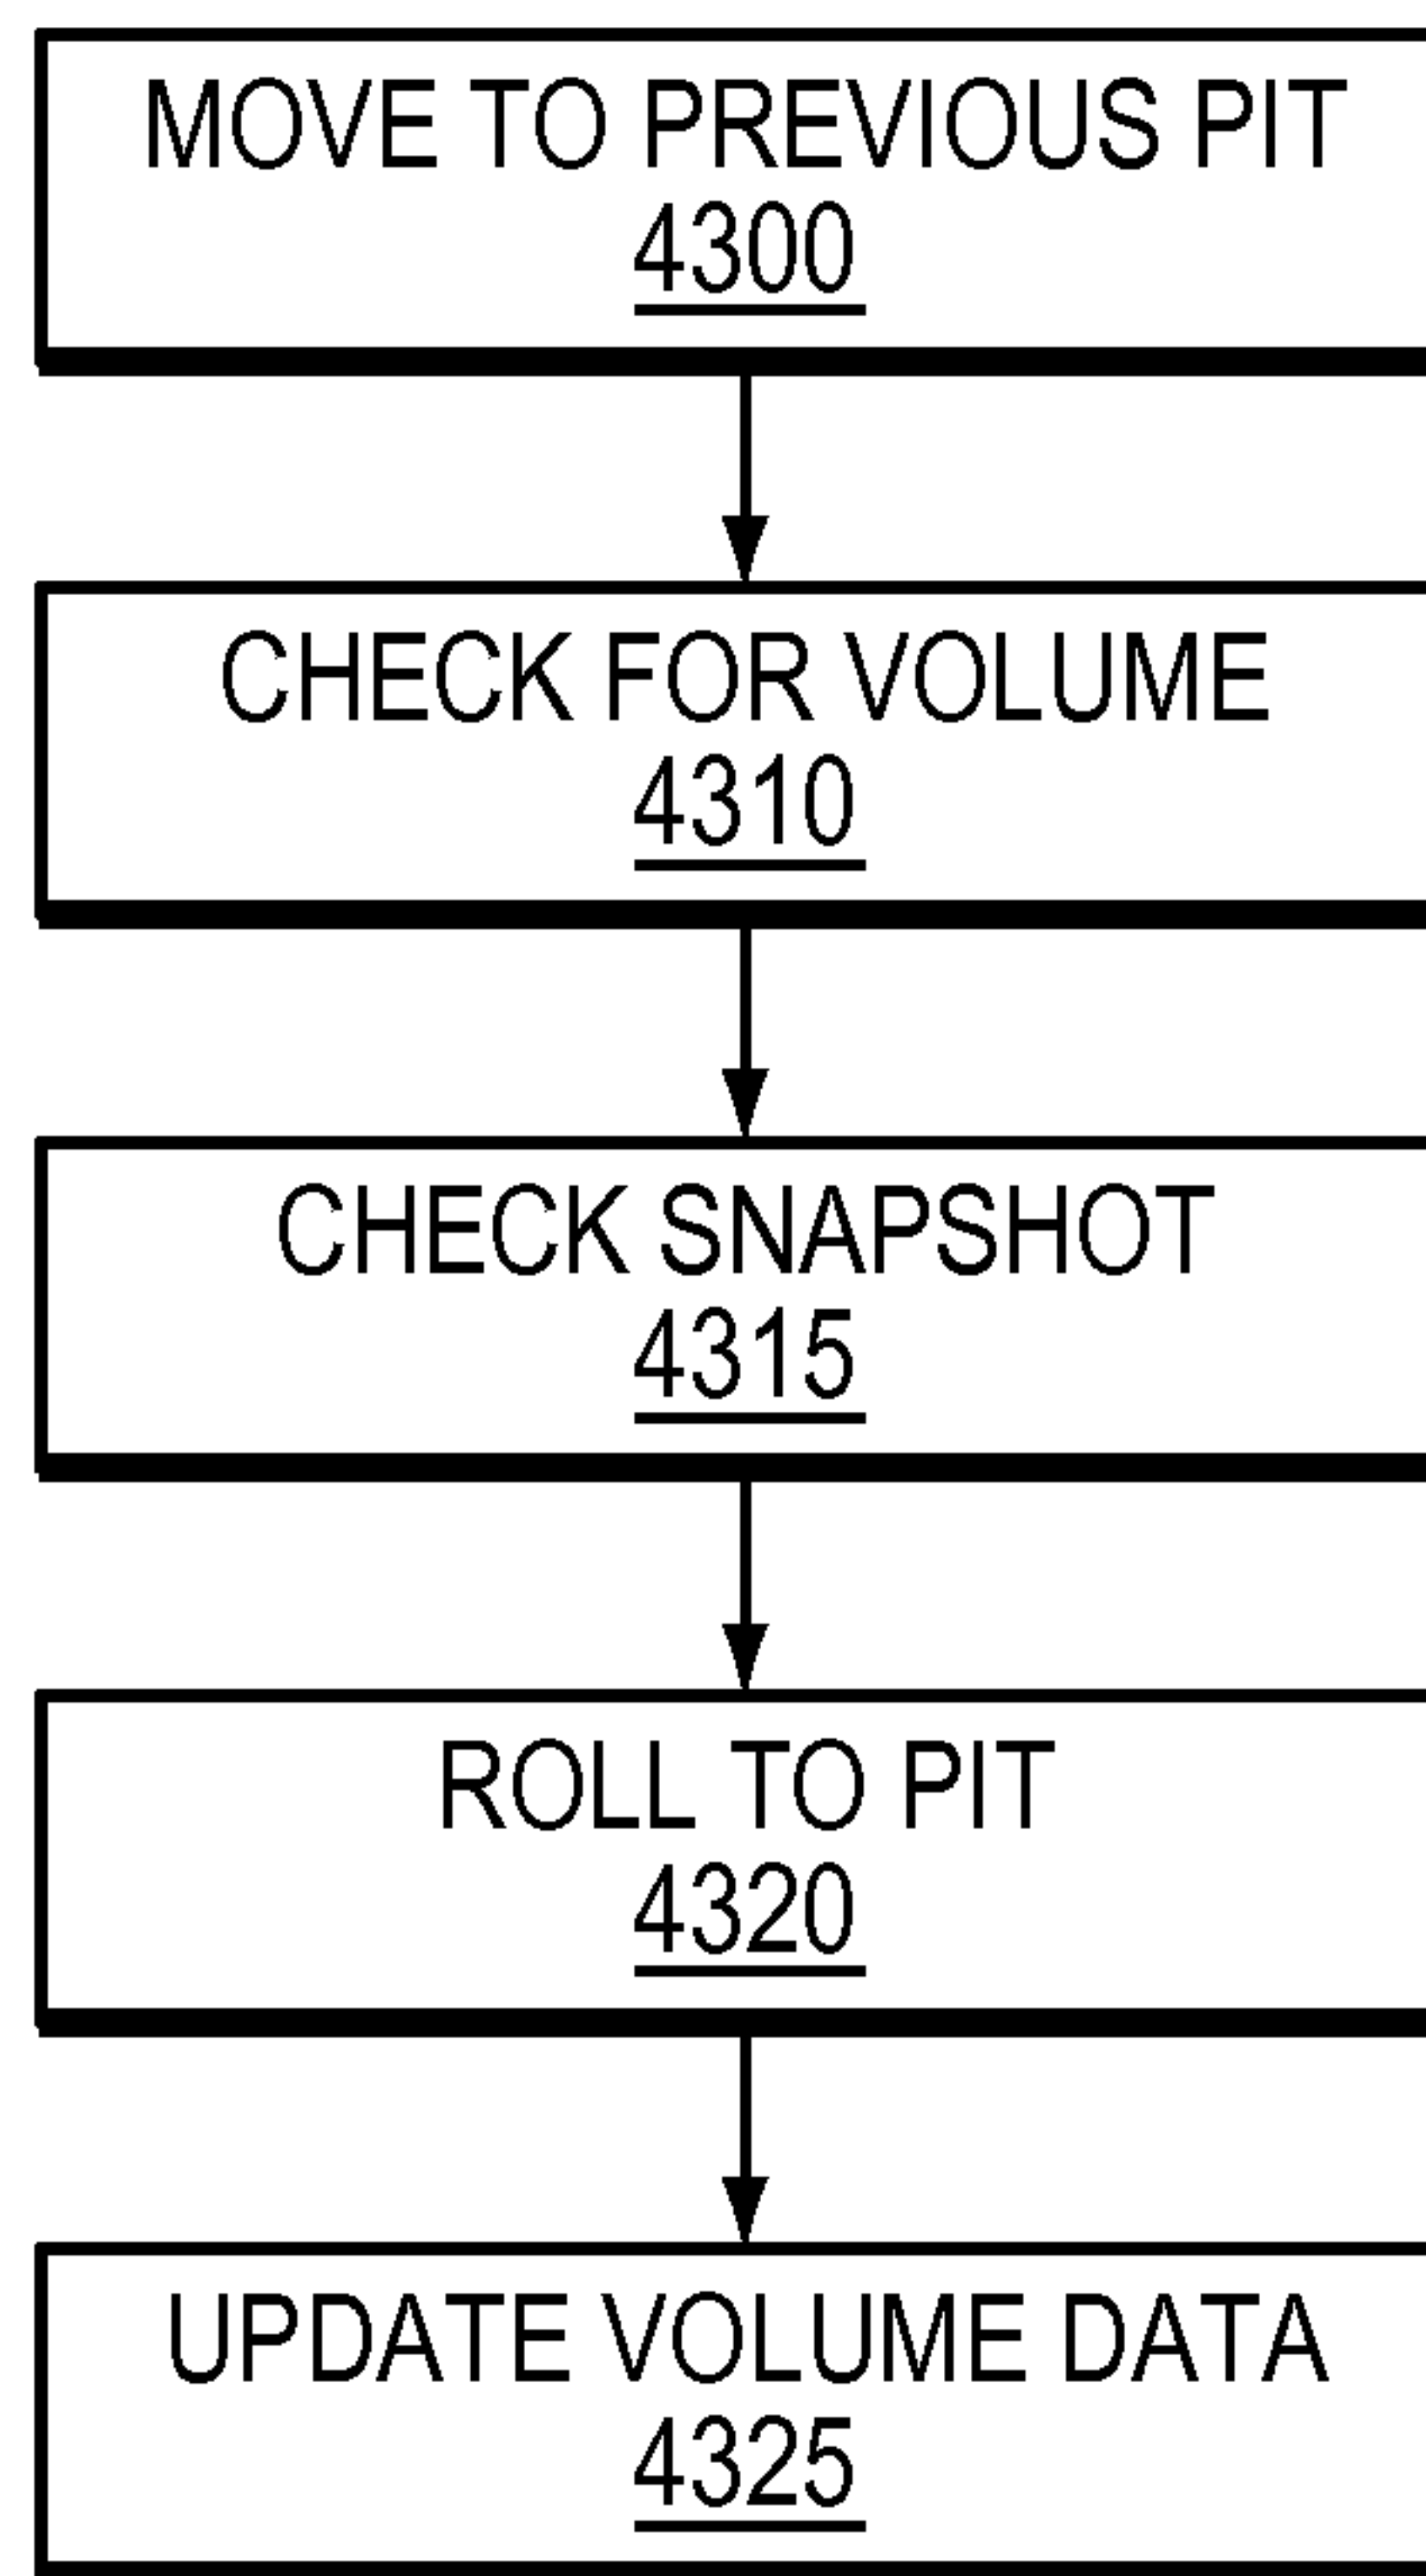 MOVE TO PREVIOUS PIT
4300
CHECK FOR VOLUME
4310
CHECK SNAPSHOT
4315
ROLL TO PIT
4320
UPDATE VOLUME DATA
4325